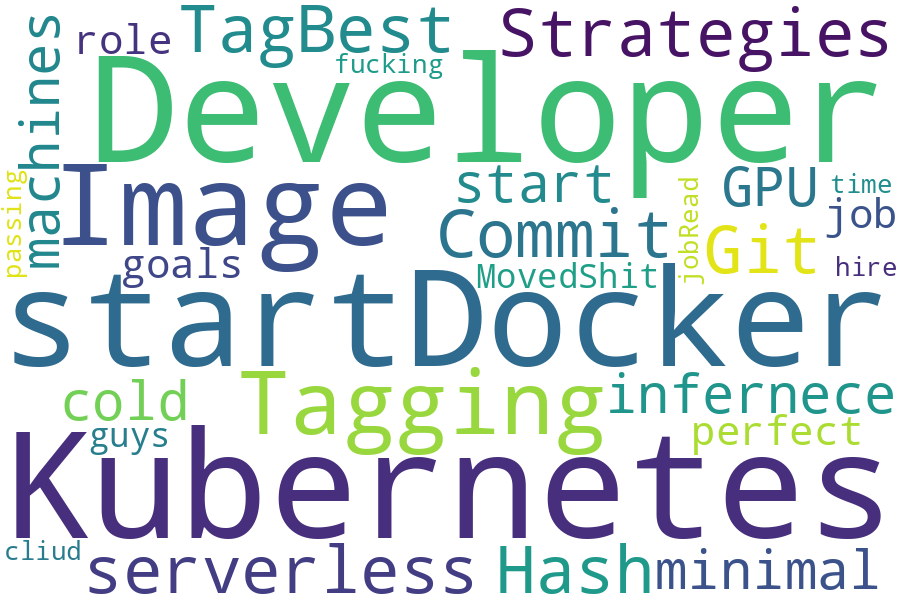 role
TagBest
Strategies
machines
fucking
Developer
passing
Image
start
GPU
time
job
jobRead
Commit
Git
goals
MovedShit
hire
startDocker
cold
Tagging
infernece
guys
perfect
Kubernetes
cliud
serverless
Hash
minimal